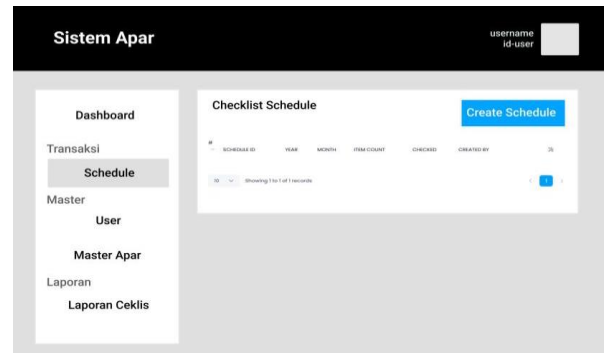 Sistem Apar
username
id-user
Dashboard
Transaksi
Schedule
Master
User
Master Apar
Laporan
Laporan Ceklis
Checklist Schedule
Create Schedule
# SCHEDULE ID YEAR MONTH ITEM COUNT CHECKED CREATED BY
10 Showing 1 to 1 of 1 records
1